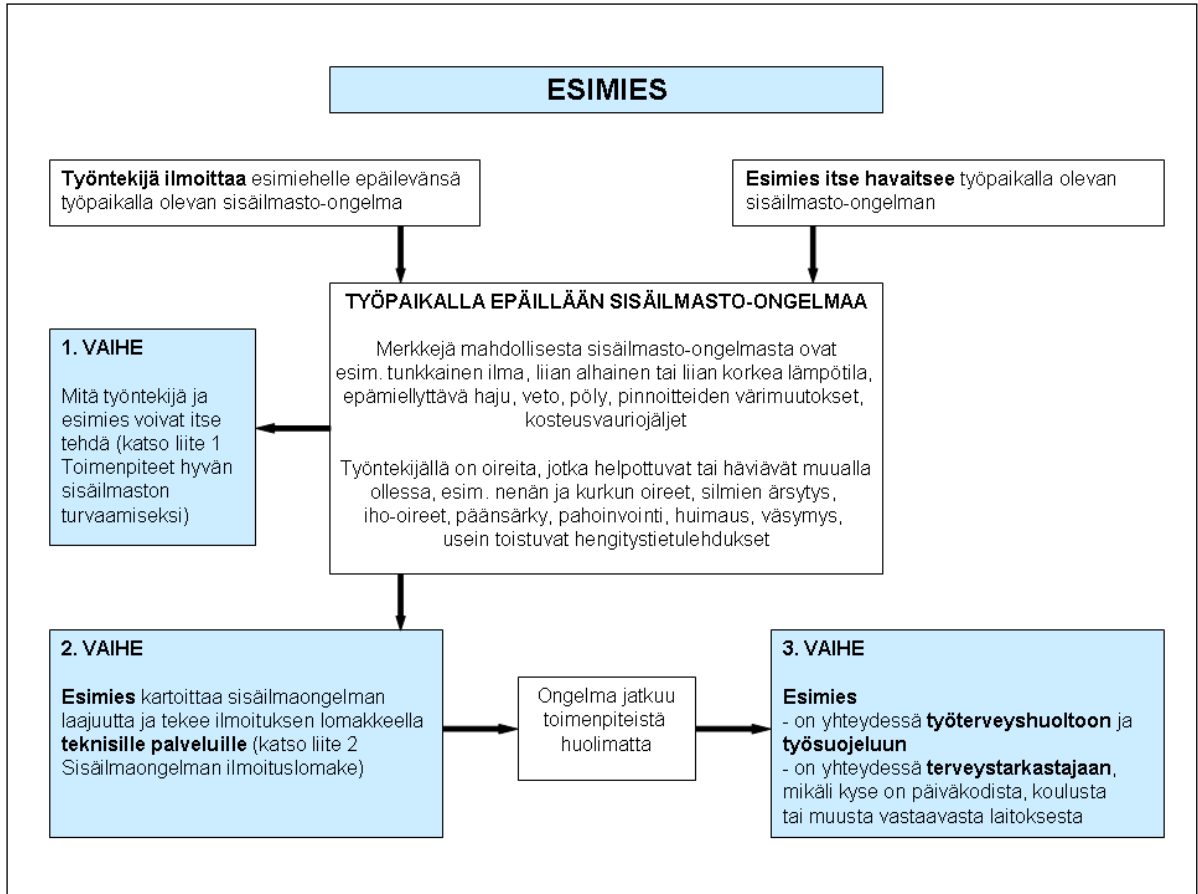 ESIMIES
Työntekijä ilmoittaa esimiehelle epäilevänsä
työpaikalla olevan sisäilmasto-ongelma
Esimies itse havaitsee työpaikalla olevan
sisäilmasto-ongelman
TYÖPAIKALLA EPÄILLÄÄN SISÄILMASTO-ONGELMAA
Merkkejä mahdollisesta sisäilmasto-ongelmasta ovat
esim. tunkkainen ilma, liian alhainen tai liian korkea lämpötila,
epämiellyttävä haju, veto, pöly, pinnoitteiden värimuutokset,
kosteusvauriojäljet
Työntekijällä on oireita, jotka helpottuvat tai häviävät muualla
ollessa, esim. nenän ja kurkun oireet, silmien ärsytys,
iho-oireet, päänsärky, pahoinvointi, huimaus, väsymys,
usein toistuvat hengitystietulehdukset
1. VAIHE
Mitä työntekijä ja
esimies voivat itse
tehdä (katso liite 1
Toimenpiteet hyvän
sisäilmaston
turvaamiseksi)
2. VAIHE
Esimies kartoittaa sisäilmaongelman
laajuutta ja tekee ilmoituksen lomakkeella
teknisille palveluille (katso liite 2
Sisäilmaongelman ilmoituslomake)
Ongelma jatkuu
toimenpiteistä
huolimatta
3. VAIHE
Esimies
- on yhteydessä työterveyshuoltoon ja
työsuojeluun
- on yhteydessä terveystarkastajaan,
mikäli kyse on päiväkodista, koulusta
tai muusta vastaavasta laitoksesta